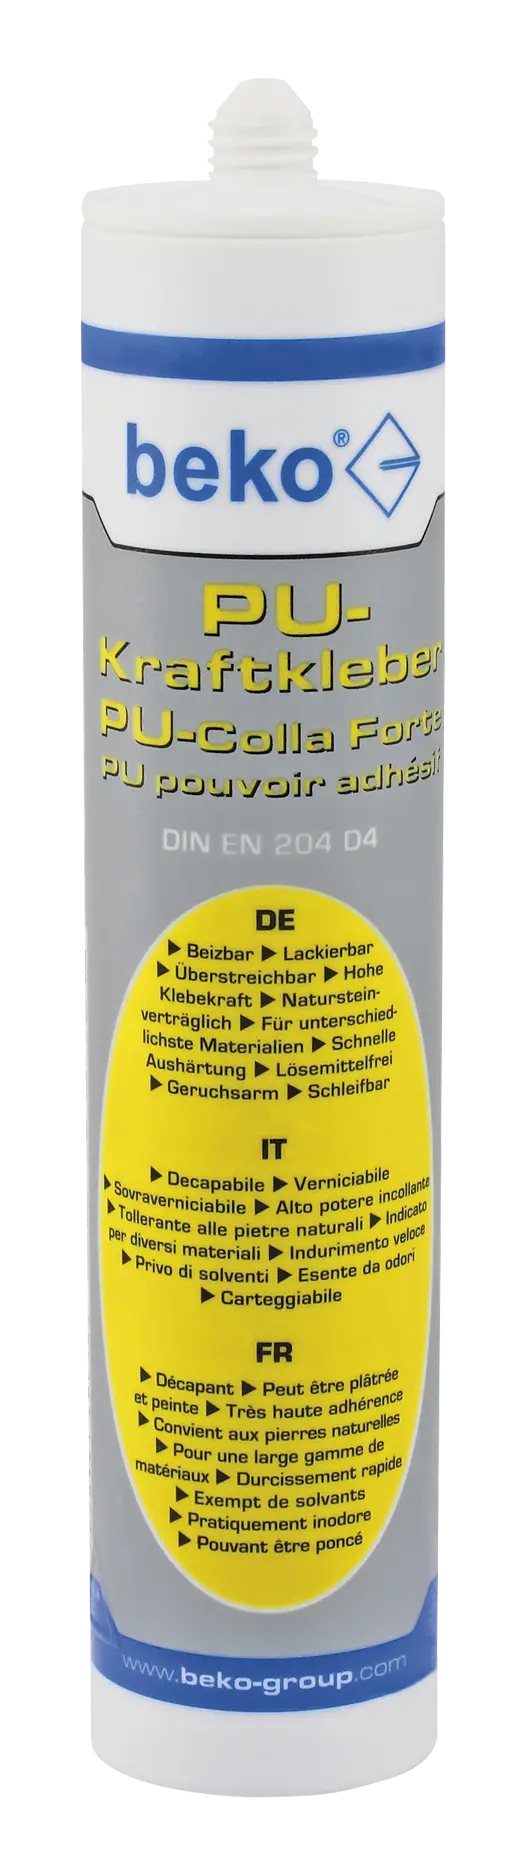 beko®
PU-
Kraftkleber
PU-Colla Forte
PU pouvoir adhésif
DIN EN 204 D4
DE
▶ Beizbar ▶ Lackierbar
▶ Überstreichbar ▶ Hohe
Klebekraft ▶ Naturstein-
verträglich ▶ Für unterschied-
lichste Materialien ▶ Schnelle
Aushärtung ▶ Lösemittelfrei
▶ Geruchsarm ▶ Schleifbar
IT
▶ Decapabile ▶ Verniciabile
▶ Sovraverniciabile ▶ Alto potere incollante
▶ Tollerante alle pietre naturali ▶ Indicato
per diversi materiali ▶ Indurimento veloce
▶ Privo di solventi ▶ Esente da odori
▶ Carteggiabile
FR
▶ Décapant ▶ Peut être plâtrée
et peinte ▶ Très haute adhérence
▶ Convient aux pierres naturelles
▶ Pour une large gamme de
matériaux ▶ Durcissement rapide
▶ Exempt de solvants
▶ Pratiquement inodore
▶ Pouvant être poncé
www.beko-group.com